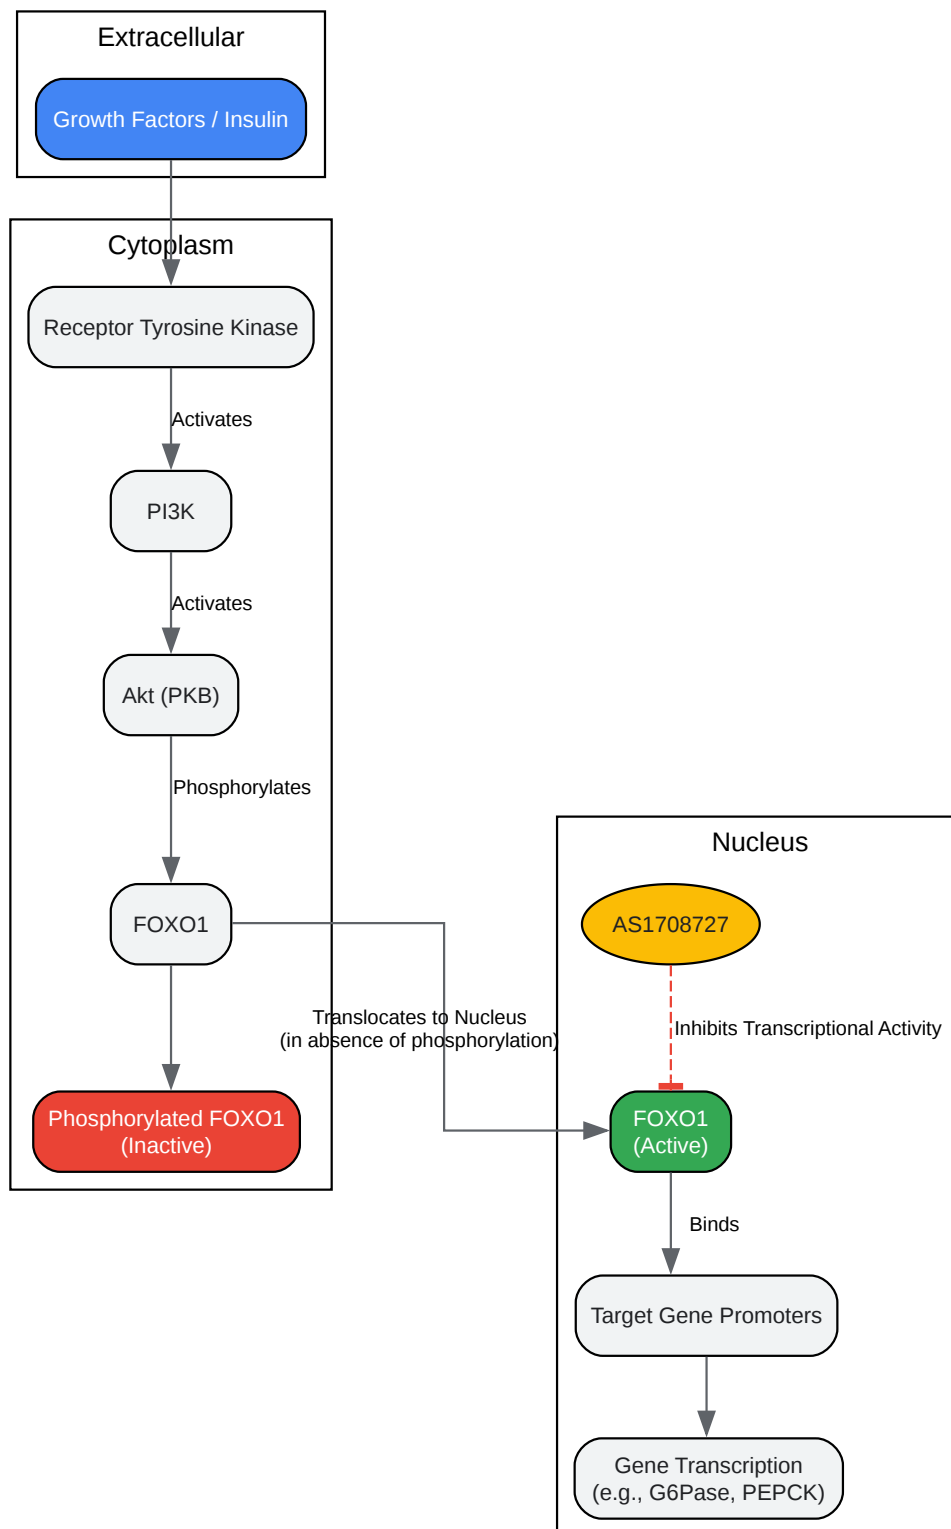 Extracellular
Growth Factors / Insulin
Cytoplasm
Receptor Tyrosine Kinase
Activates
PI3K
Activates
Akt (PKB)
Phosphorylates
FOXO1
Translocates to Nucleus
(in absence of phosphorylation)
Phosphorylated FOXO1
(Inactive)
Nucleus
AS1708727
Inhibits Transcriptional Activity
FOXO1
(Active)
Binds
Target Gene Promoters
Gene Transcription
(e.g., G6Pase, PEPCK)